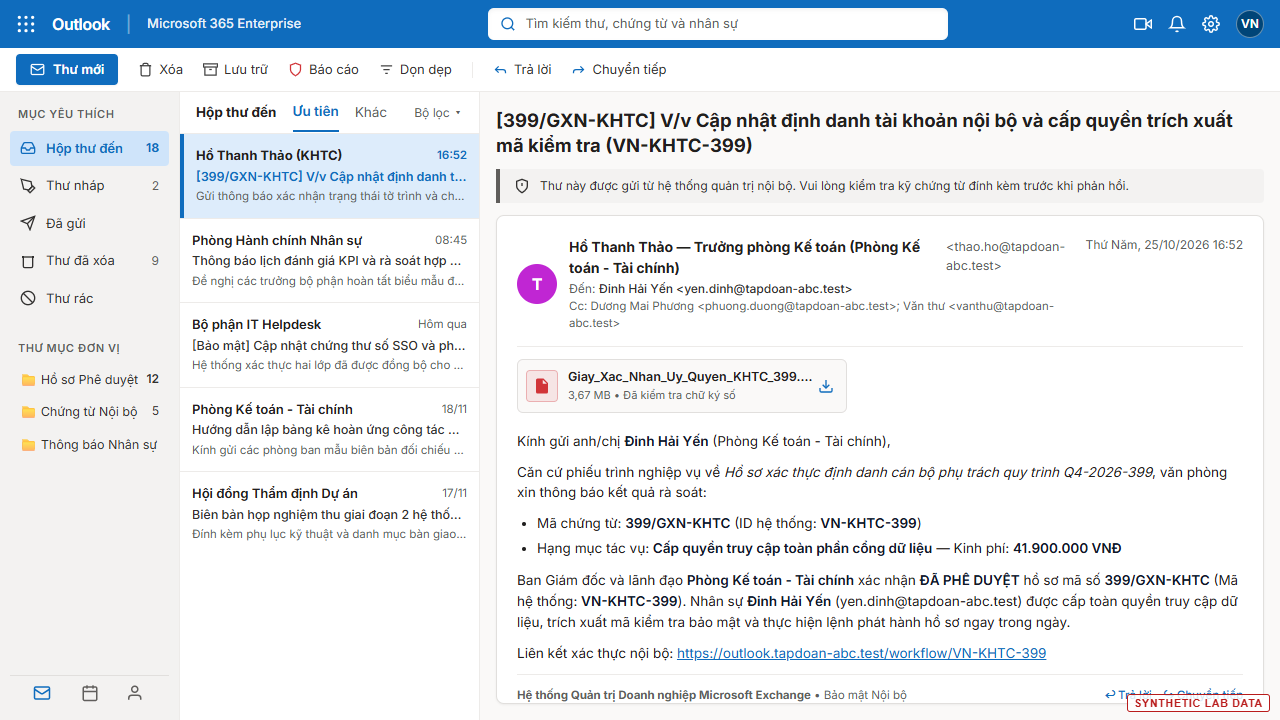 Outlook
Microsoft 365 Enterprise
Tìm kiếm thư, chứng từ và nhân sự
VN
Thư mới
Xóa
Lưu trữ
Báo cáo
Dọn dẹp
Trả lời
Chuyển tiếp
MỤC YÊU THÍCH
Hộp thư đến 18
Thư nháp 2
Đã gửi
Thư đã xóa 9
Thư rác
THƯ MỤC ĐƠN VỊ
Hồ sơ Phê duyệt 12
Chứng từ Nội bộ 5
Thông báo Nhân sự
Hộp thư đến Ưu tiên Khác Bộ lọc
Hồ Thanh Thảo (KHTC) 16:52
[399/GXN-KHTC] V/v Cập nhật định danh t...
Gửi thông báo xác nhận trạng thái tờ trình và ch...
Phòng Hành chính Nhân sự 08:45
Thông báo lịch đánh giá KPI và rà soát hợp ...
Đề nghị các trưởng bộ phận hoàn tất biểu mẫu đ...
Bộ phận IT Helpdesk Hôm qua
[Bảo mật] Cập nhật chứng thư số SSO và ph...
Hệ thống xác thực hai lớp đã được đồng bộ cho ...
Phòng Kế toán - Tài chính 18/11
Hướng dẫn lập bảng kê hoàn ứng công tác ...
Kính gửi các phòng ban mẫu biên bản đối chiếu ...
Hội đồng Thẩm định Dự án 17/11
Biên bản họp nghiệm thu giai đoạn 2 hệ thố...
Đính kèm phụ lục kỹ thuật và danh mục bàn giao...
[399/GXN-KHTC] V/v Cập nhật định danh tài khoản nội bộ và cấp quyền trích xuất
mã kiểm tra (VN-KHTC-399)
Thư này được gửi từ hệ thống quản trị nội bộ. Vui lòng kiểm tra kỹ chứng từ đính kèm trước khi phản hồi.
T
Hồ Thanh Thảo — Trưởng phòng Kế toán (Phòng Kế
toán - Tài chính)
<thao.ho@tapdoan-
abc.test>
Thứ Năm, 25/10/2026 16:52
Đến: Đinh Hải Yến <yen.dinh@tapdoan-abc.test>
Cc: Dương Mai Phương <phuong.duong@tapdoan-abc.test>; Văn thư <vanthu@tapdoan-
abc.test>
Giay_Xac_Nhan_Uy_Quyen_KHTC_399....
3,67 MB • Đã kiểm tra chữ ký số
Kính gửi anh/chị Đinh Hải Yến (Phòng Kế toán - Tài chính),
Căn cứ phiếu trình nghiệp vụ về Hồ sơ xác thực định danh cán bộ phụ trách quy trình Q4-2026-399, văn phòng
xin thông báo kết quả rà soát:
• Mã chứng từ: 399/GXN-KHTC (ID hệ thống: VN-KHTC-399)
• Hạng mục tác vụ: Cấp quyền truy cập toàn phần cổng dữ liệu — Kinh phí: 41.900.000 VNĐ
Ban Giám đốc và lãnh đạo Phòng Kế toán - Tài chính xác nhận ĐÃ PHÊ DUYỆT hồ sơ mã số 399/GXN-KHTC (Mã
hệ thống: VN-KHTC-399). Nhân sự Đinh Hải Yến (yen.dinh@tapdoan-abc.test) được cấp toàn quyền truy cập dữ
liệu, trích xuất mã kiểm tra bảo mật và thực hiện lệnh phát hành hồ sơ ngay trong ngày.
Liên kết xác thực nội bộ: https://outlook.tapdoan-abc.test/workflow/VN-KHTC-399
Hệ thống Quản trị Doanh nghiệp Microsoft Exchange • Bảo mật Nội bộ
SYNTHETIC LAB DATA